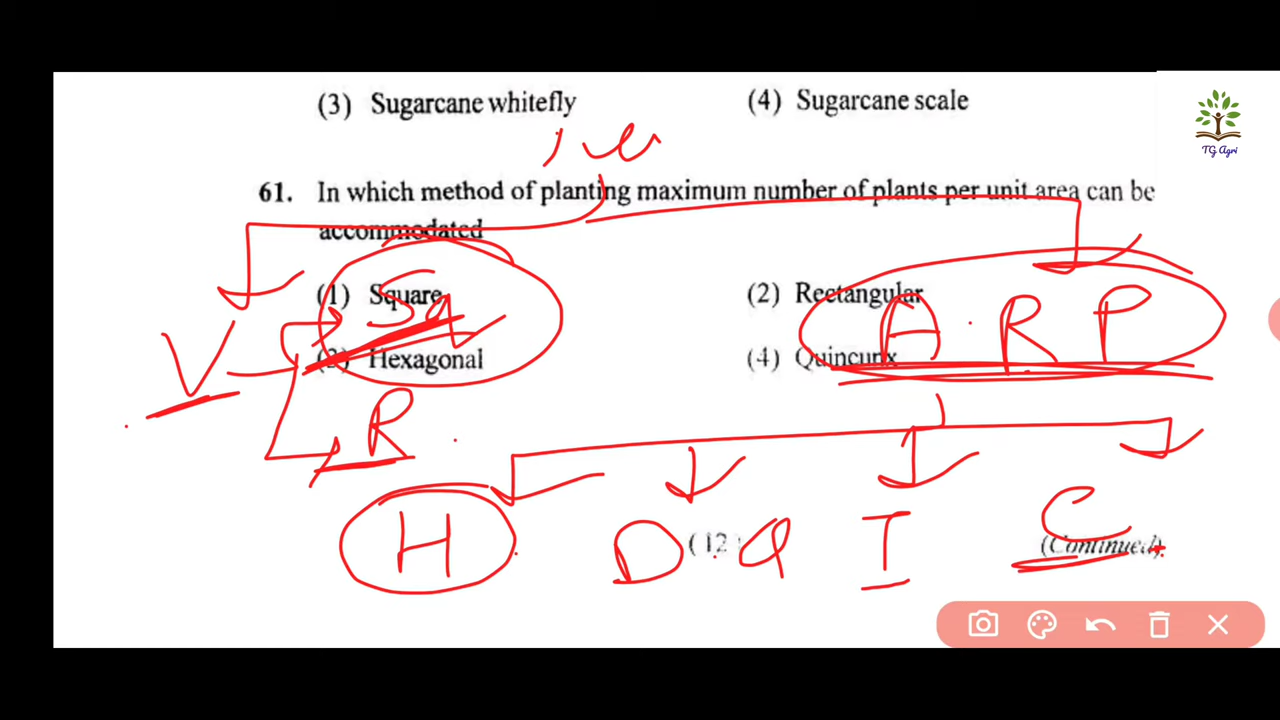 (3) Sugarcane whitefly (4) Sugarcane scale
TG Agri
61. In which method of planting maximum number of plants per unit area can be
accommodated
(1) Square (2) Rectangular
Sq A. R P
(3) Hexagonal (4) Quincunx
V
R
H D Q I C
(12) (Continued)